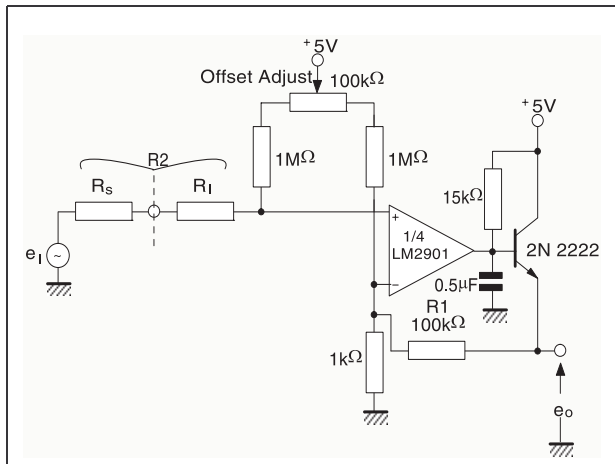 +5V
Offset Adjust
100kΩ
+5V
1MΩ
1MΩ
R2
Rs
RI
15kΩ
+
1/4
LM2901
−
2N 2222
eI
~
0.5μF
R1
100kΩ
1kΩ
eo